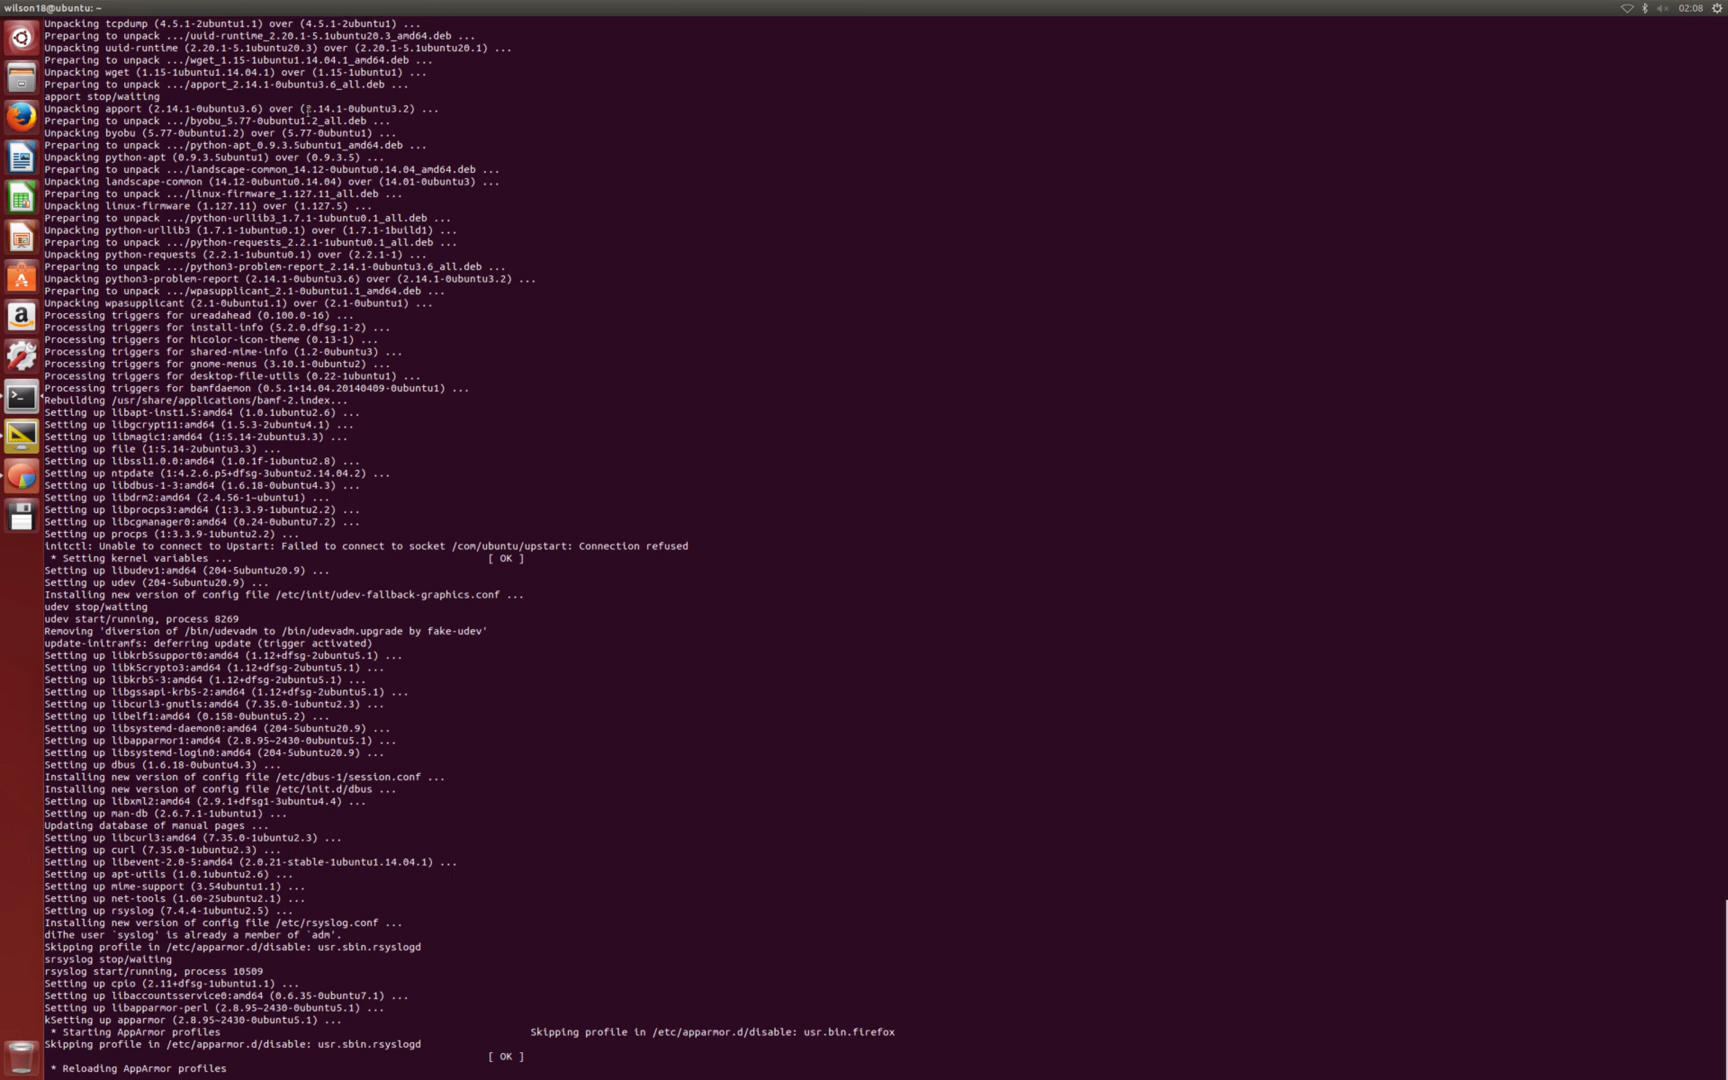 wilson18@ubuntu: ~
02:08
Unpacking tcpdump (4.5.1-2ubuntu1.1) over (4.5.1-2ubuntu1) ...
Preparing to unpack .../uuid-runtime_2.20.1-5.1ubuntu20.3_amd64.deb ...
Unpacking uuid-runtime (2.20.1-5.1ubuntu20.3) over (2.20.1-5.1ubuntu20.1) ...
Preparing to unpack .../wget_1.15-1ubuntu1.14.04.1_amd64.deb ...
Unpacking wget (1.15-1ubuntu1.14.04.1) over (1.15-1ubuntu1) ...
Preparing to unpack .../apport_2.14.1-0ubuntu3.6_all.deb ...
apport stop/waiting
Unpacking apport (2.14.1-0ubuntu3.6) over (2.14.1-0ubuntu3.2) ...
Preparing to unpack .../byobu_5.77-0ubuntu1.2_all.deb ...
Unpacking byobu (5.77-0ubuntu1.2) over (5.77-0ubuntu1) ...
Preparing to unpack .../python-apt_0.9.3.5ubuntu1_amd64.deb ...
Unpacking python-apt (0.9.3.5ubuntu1) over (0.9.3.5) ...
Preparing to unpack .../landscape-common_14.12-0ubuntu0.14.04_amd64.deb ...
Unpacking landscape-common (14.12-0ubuntu0.14.04) over (14.01-0ubuntu3) ...
Preparing to unpack .../linux-firmware_1.127.11_all.deb ...
Unpacking linux-firmware (1.127.11) over (1.127.5) ...
Preparing to unpack .../python-urllib3_1.7.1-1ubuntu0.1_all.deb ...
Unpacking python-urllib3 (1.7.1-1ubuntu0.1) over (1.7.1-1build1) ...
Preparing to unpack .../python-requests_2.2.1-1ubuntu0.1_all.deb ...
Unpacking python-requests (2.2.1-1ubuntu0.1) over (2.2.1-1) ...
Preparing to unpack .../python3-problem-report_2.14.1-0ubuntu3.6_all.deb ...
Unpacking python3-problem-report (2.14.1-0ubuntu3.6) over (2.14.1-0ubuntu3.2) ...
Preparing to unpack .../wpasupplicant_2.1-0ubuntu1.1_amd64.deb ...
Unpacking wpasupplicant (2.1-0ubuntu1.1) over (2.1-0ubuntu1) ...
Processing triggers for ureadahead (0.100.0-16) ...
Processing triggers for install-info (5.2.0.dfsg.1-2) ...
Processing triggers for hicolor-icon-theme (0.13-1) ...
Processing triggers for shared-mime-info (1.2-0ubuntu3) ...
Processing triggers for gnome-menus (3.10.1-0ubuntu2) ...
Processing triggers for desktop-file-utils (0.22-1ubuntu1) ...
Processing triggers for bamfdaemon (0.5.1+14.04.20140409-0ubuntu1) ...
Rebuilding /usr/share/applications/bamf-2.index...
Setting up libapt-inst1.5:amd64 (1.0.1ubuntu2.6) ...
Setting up libgcrypt11:amd64 (1.5.3-2ubuntu4.1) ...
Setting up libmagic1:amd64 (1:5.14-2ubuntu3.3) ...
Setting up file (1:5.14-2ubuntu3.3) ...
Setting up libssl1.0.0:amd64 (1.0.1f-1ubuntu2.8) ...
Setting up ntpdate (1:4.2.6.p5+dfsg-3ubuntu2.14.04.2) ...
Setting up libdbus-1-3:amd64 (1.6.18-0ubuntu4.3) ...
Setting up libdrm2:amd64 (2.4.56-1~ubuntu1) ...
Setting up libprocps3:amd64 (1:3.3.9-1ubuntu2.2) ...
Setting up libcgmanager0:amd64 (0.24-0ubuntu7.2) ...
Setting up procps (1:3.3.9-1ubuntu2.2) ...
initctl: Unable to connect to Upstart: Failed to connect to socket /com/ubuntu/upstart: Connection refused
* Setting kernel variables ... [ OK ]
Setting up libudev1:amd64 (204-5ubuntu20.9) ...
Setting up udev (204-5ubuntu20.9) ...
Installing new version of config file /etc/init/udev-fallback-graphics.conf ...
udev stop/waiting
udev start/running, process 8269
Removing 'diversion of /bin/udevadm to /bin/udevadm.upgrade by fake-udev'
update-initramfs: deferring update (trigger activated)
Setting up libkrb5support0:amd64 (1.12+dfsg-2ubuntu5.1) ...
Setting up libk5crypto3:amd64 (1.12+dfsg-2ubuntu5.1) ...
Setting up libkrb5-3:amd64 (1.12+dfsg-2ubuntu5.1) ...
Setting up libgssapi-krb5-2:amd64 (1.12+dfsg-2ubuntu5.1) ...
Setting up libcurl3-gnutls:amd64 (7.35.0-1ubuntu2.3) ...
Setting up libelf1:amd64 (0.158-0ubuntu5.2) ...
Setting up libsystemd-daemon0:amd64 (204-5ubuntu20.9) ...
Setting up libapparmor1:amd64 (2.8.95~2430-0ubuntu5.1) ...
Setting up libsystemd-login0:amd64 (204-5ubuntu20.9) ...
Setting up dbus (1.6.18-0ubuntu4.3) ...
Installing new version of config file /etc/dbus-1/session.conf ...
Installing new version of config file /etc/init.d/dbus ...
Setting up libxml2:amd64 (2.9.1+dfsg1-3ubuntu4.4) ...
Setting up man-db (2.6.7.1-1ubuntu1) ...
Updating database of manual pages ...
Setting up libcurl3:amd64 (7.35.0-1ubuntu2.3) ...
Setting up curl (7.35.0-1ubuntu2.3) ...
Setting up libevent-2.0-5:amd64 (2.0.21-stable-1ubuntu1.14.04.1) ...
Setting up apt-utils (1.0.1ubuntu2.6) ...
Setting up mime-support (3.54ubuntu1.1) ...
Setting up net-tools (1.60-25ubuntu2.1) ...
Setting up rsyslog (7.4.4-1ubuntu2.5) ...
Installing new version of config file /etc/rsyslog.conf ...
diThe user `syslog' is already a member of `adm'.
Skipping profile in /etc/apparmor.d/disable: usr.sbin.rsyslogd
srsyslog stop/waiting
rsyslog start/running, process 10509
Setting up cpio (2.11+dfsg-1ubuntu1.1) ...
Setting up libaccountsservice0:amd64 (0.6.35-0ubuntu7.1) ...
Setting up libapparmor-perl (2.8.95~2430-0ubuntu5.1) ...
kSetting up apparmor (2.8.95~2430-0ubuntu5.1) ...
* Starting AppArmor profiles Skipping profile in /etc/apparmor.d/disable: usr.bin.firefox
Skipping profile in /etc/apparmor.d/disable: usr.sbin.rsyslogd
[ OK ]
* Reloading AppArmor profiles